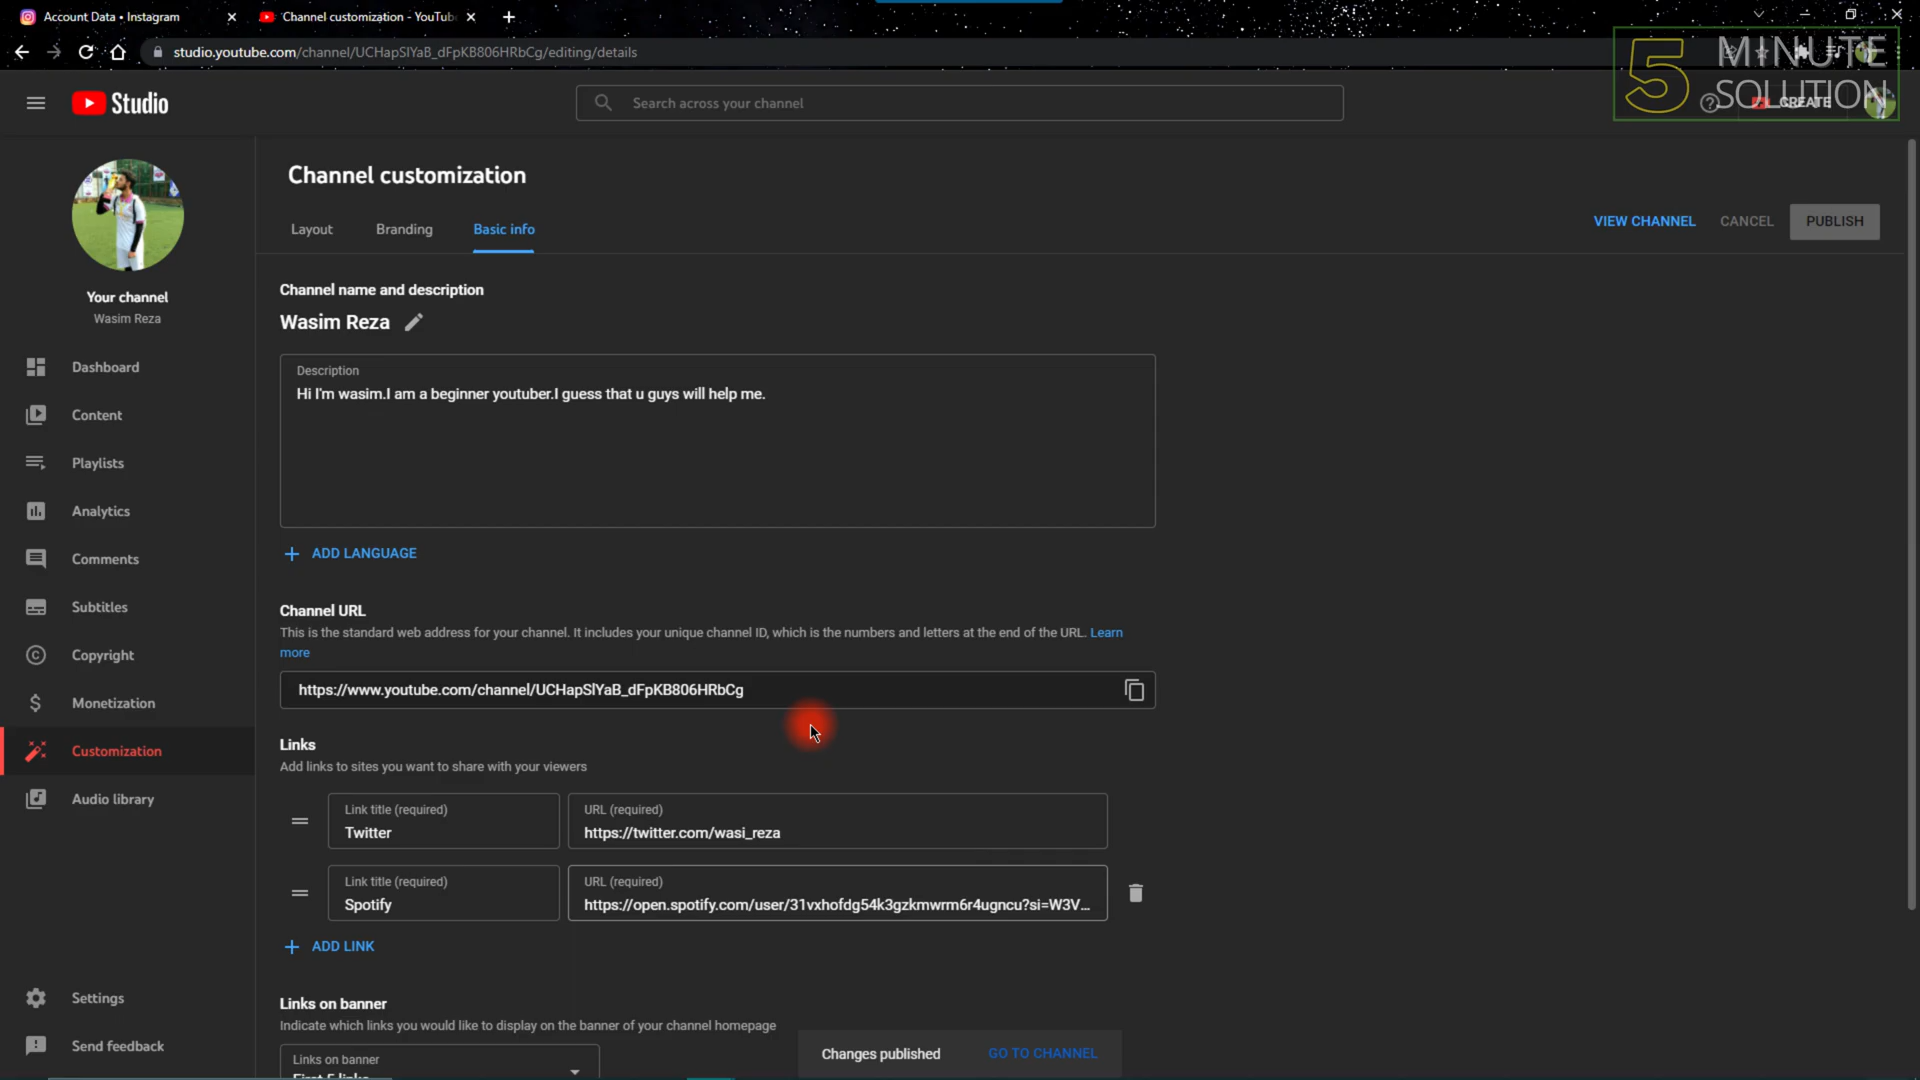 Account Data • Instagram
Channel customization - YouTub
studio.youtube.com/channel/UCHapSlYaB_dFpKB806HRbCg/editing/details
5 MINUTE
SOLUTION
Studio
Search across your channel
CREATE
Channel customization
Layout
Branding
Basic info
VIEW CHANNEL
CANCEL
PUBLISH
Your channel
Wasim Reza
Dashboard
Content
Playlists
Analytics
Comments
Subtitles
Copyright
Monetization
Customization
Audio library
Settings
Send feedback
Channel name and description
Wasim Reza
Description
Hi I'm wasim.I am a beginner youtuber.I guess that u guys will help me.
ADD LANGUAGE
Channel URL
This is the standard web address for your channel. It includes your unique channel ID, which is the numbers and letters at the end of the URL. Learn
more
https://www.youtube.com/channel/UCHapSlYaB_dFpKB806HRbCg
Links
Add links to sites you want to share with your viewers
Link title (required)
Twitter
URL (required)
https://twitter.com/wasi_reza
Link title (required)
Spotify
URL (required)
https://open.spotify.com/user/31vxhofdg54k3gzkmwrm6r4ugncu?si=W3V...
ADD LINK
Links on banner
Indicate which links you would like to display on the banner of your channel homepage
Links on banner
First 5 links
Changes published
GO TO CHANNEL